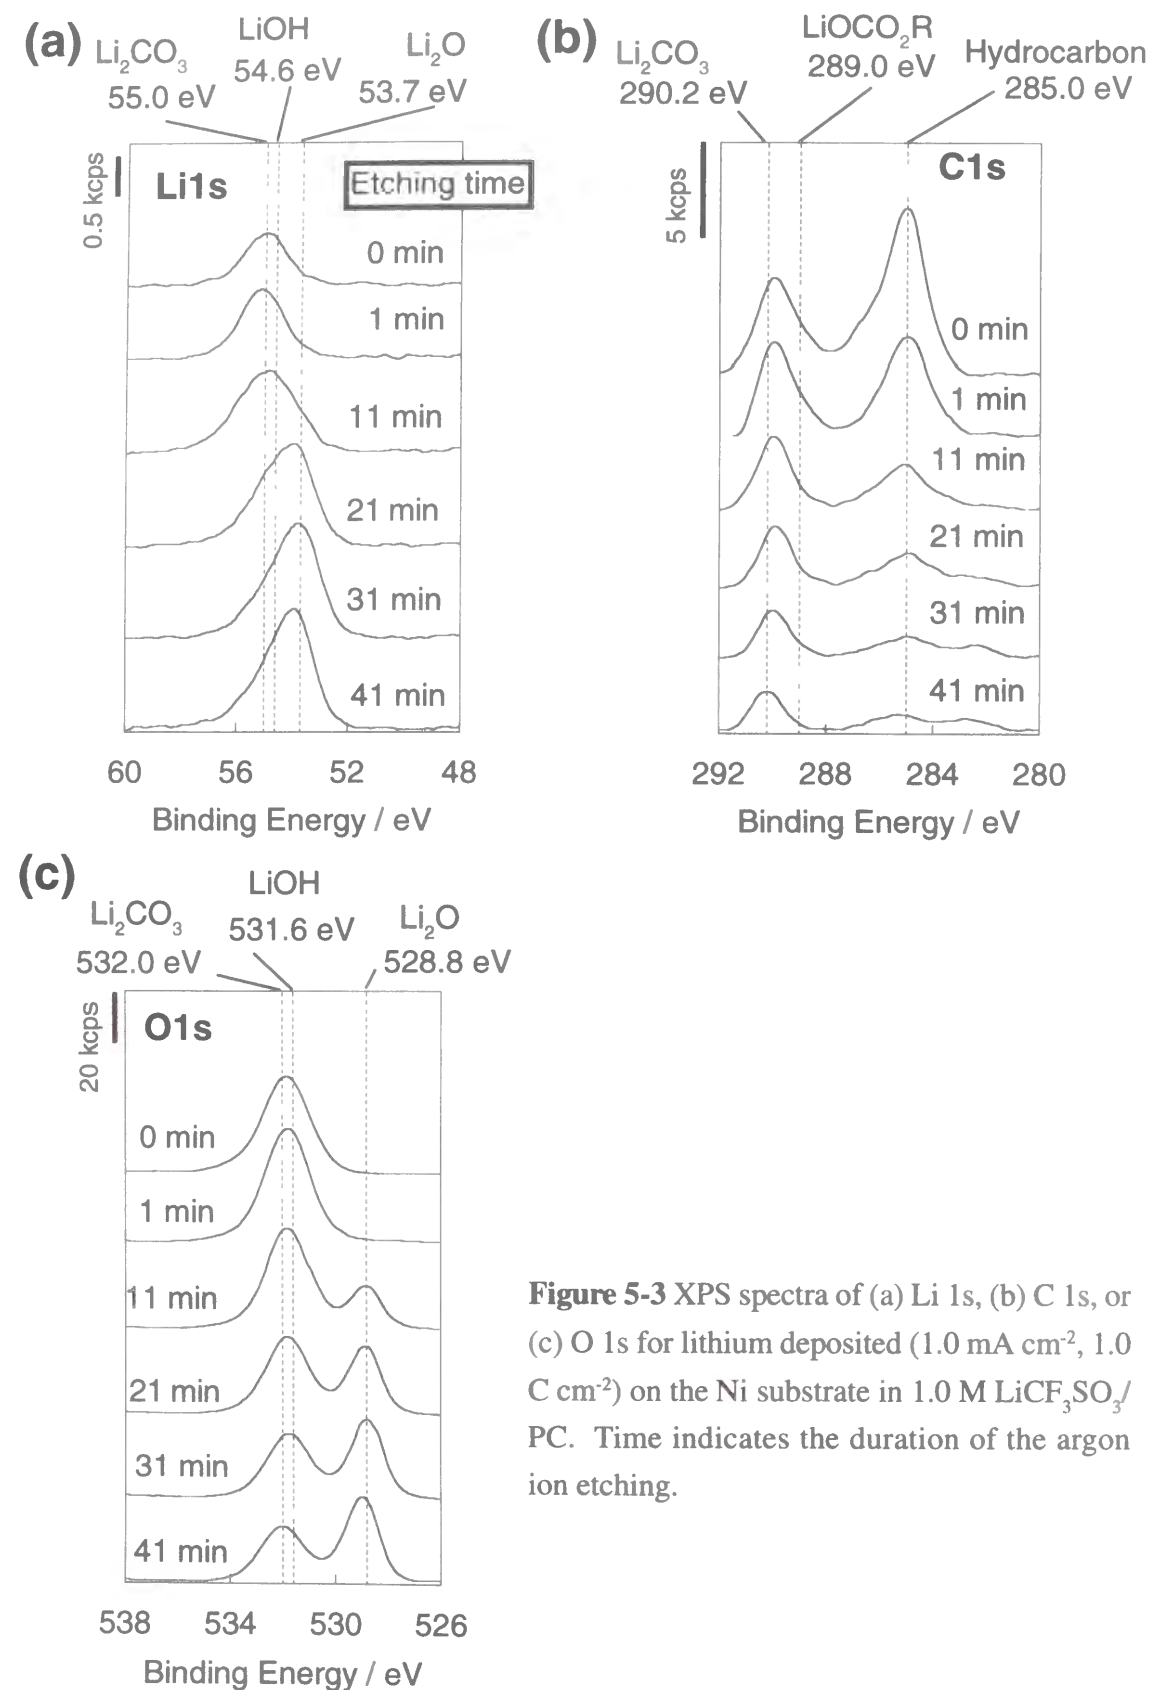 (a)
Li₂CO₃
55.0 eV
LiOH
54.6 eV
Li₂O
53.7 eV
0.5 kcps
Li1s
Etching time
0 min
1 min
11 min
21 min
31 min
41 min
60 56 52 48
Binding Energy / eV
(b)
Li₂CO₃
290.2 eV
LiOCO₂R
289.0 eV
Hydrocarbon
285.0 eV
5 kcps
C1s
0 min
1 min
11 min
21 min
31 min
41 min
292 288 284 280
Binding Energy / eV
(c)
Li₂CO₃
532.0 eV
LiOH
531.6 eV
Li₂O
528.8 eV
20 kcps
O1s
0 min
1 min
11 min
21 min
31 min
41 min
538 534 530 526
Binding Energy / eV
Figure 5-3 XPS spectra of (a) Li 1s, (b) C 1s, or
(c) O 1s for lithium deposited (1.0 mA cm⁻², 1.0
C cm⁻²) on the Ni substrate in 1.0 M LiCF₃SO₃/
PC. Time indicates the duration of the argon
ion etching.